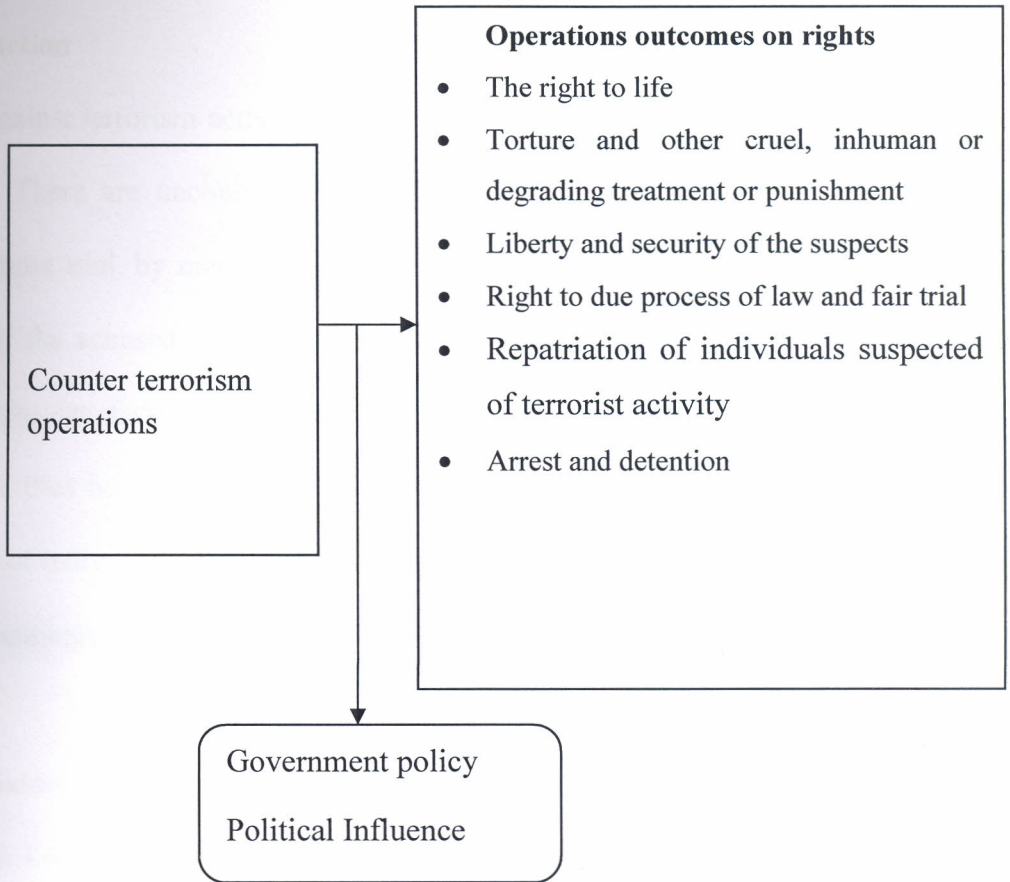 Operations outcomes on rights
• The right to life
• Torture and other cruel, inhuman or
degrading treatment or punishment
• Liberty and security of the suspects
• Right to due process of law and fair trial
• Repatriation of individuals suspected
of terrorist activity
• Arrest and detention
Counter terrorism
operations
Government policy
Political Influence